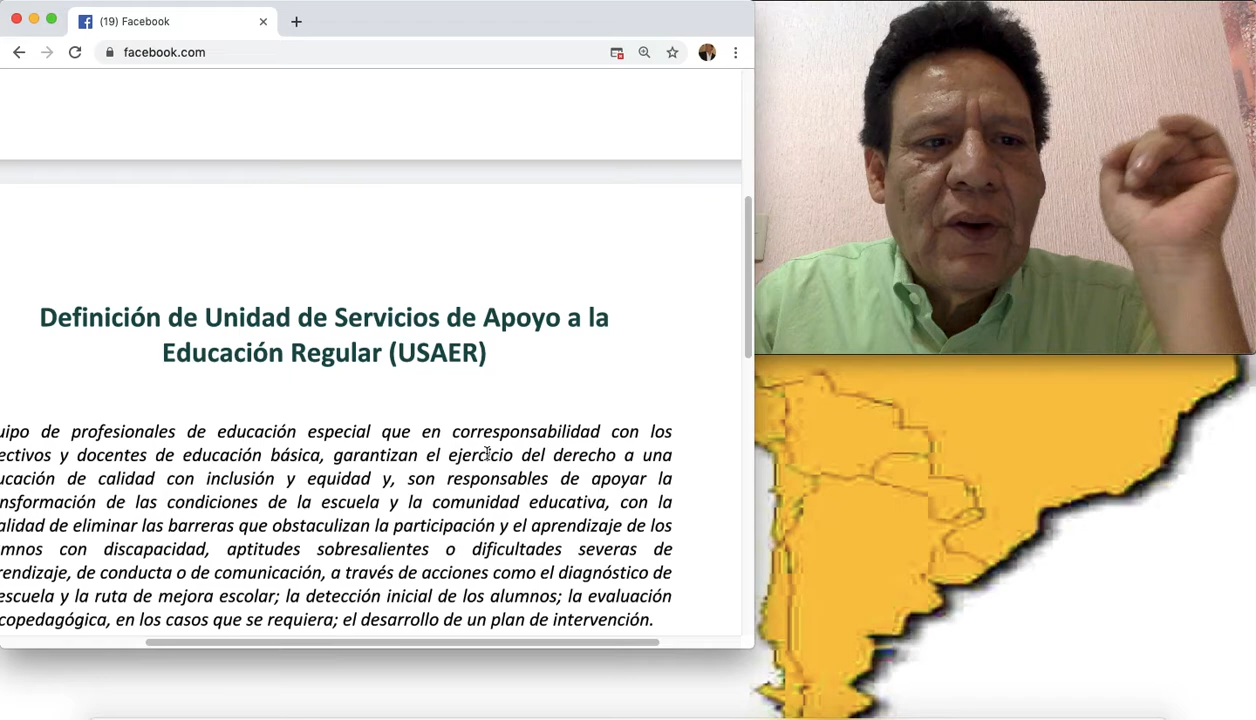 (19) Facebook
facebook.com
Definición de Unidad de Servicios de Apoyo a la
Educación Regular (USAER)
uipo de profesionales de educación especial que en corresponsabilidad con los
ectivos y docentes de educación básica, garantizan el ejercicio del derecho a una
ucación de calidad con inclusión y equidad y, son responsables de apoyar la
nsformación de las condiciones de la escuela y la comunidad educativa, con la
alidad de eliminar las barreras que obstaculizan la participación y el aprendizaje de los
mnos con discapacidad, aptitudes sobresalientes o dificultades severas de
rendizaje, de conducta o de comunicación, a través de acciones como el diagnóstico de
escuela y la ruta de mejora escolar; la detección inicial de los alumnos; la evaluación
copedagógica, en los casos que se requiera; el desarrollo de un plan de intervención.